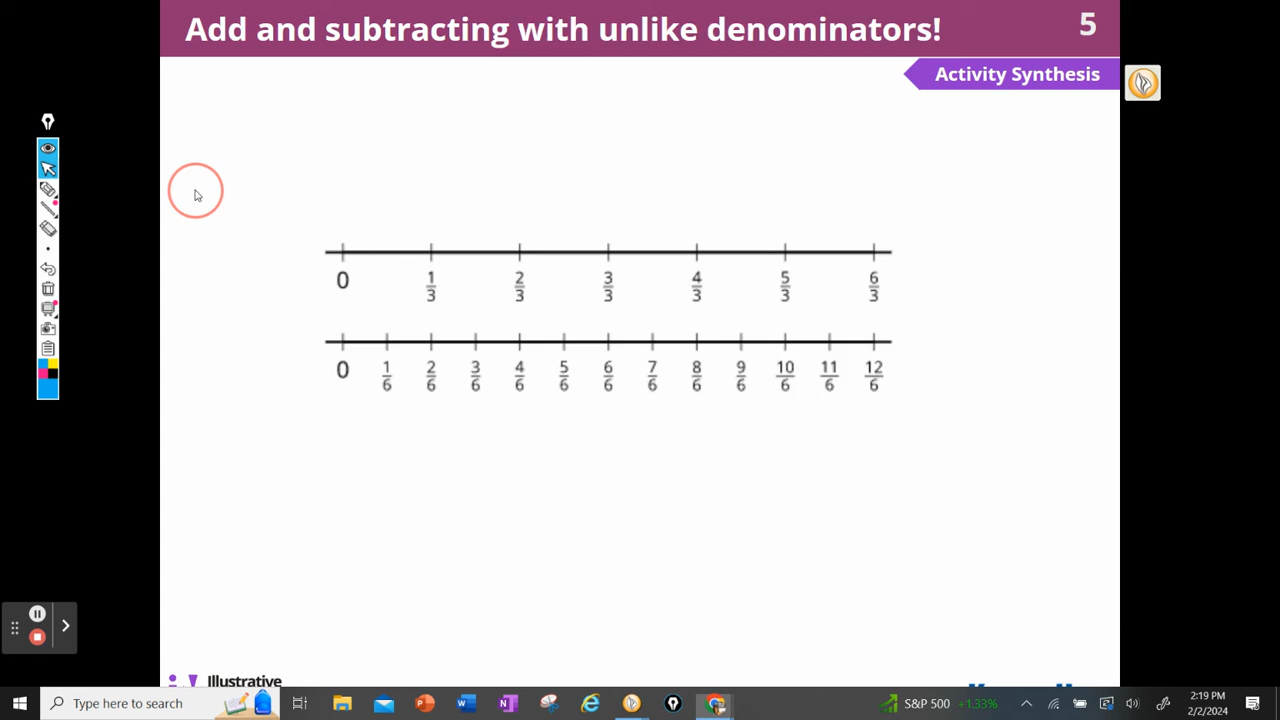 Add and subtracting with unlike denominators!
5
Activity Synthesis
0 1/3 2/3 3/3 4/3 5/3 6/3
0 1/6 2/6 3/6 4/6 5/6 6/6 7/6 8/6 9/6 10/6 11/6 12/6
Illustrative
Type here to search
S&P 500 +1.33%
2:19 PM
2/2/2024